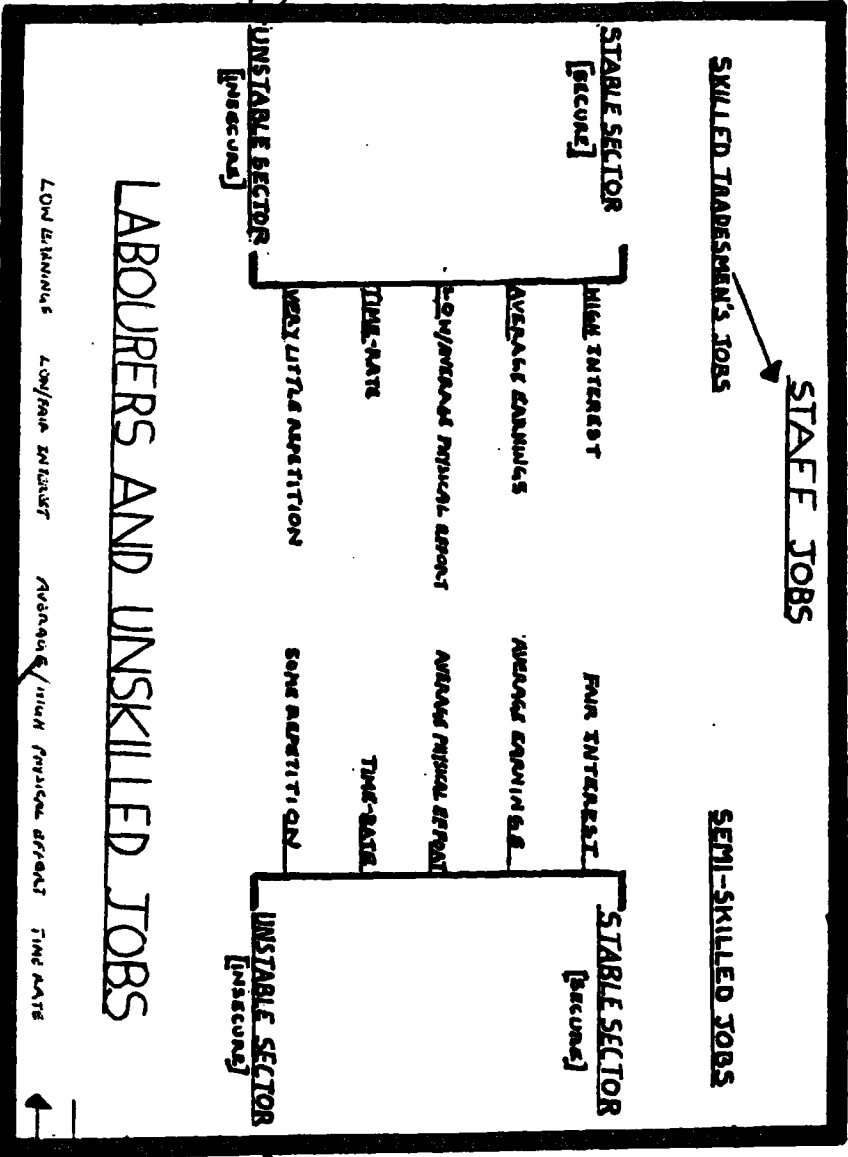 STAFF JOBS
SKILLED TRADESMEN'S JOBS
SEMI-SKILLED JOBS
STABLE SECTOR
[SECURE]
HIGH INTEREST
AVERAGE EARNINGS
LOW/AVERAGE PHYSICAL EFFORT
TIME-RATE
VERY LITTLE REPETITION
UNSTABLE SECTOR
[INSECURE]
STABLE SECTOR
[SECURE]
FAIR INTEREST
AVERAGE EARNINGS
AVERAGE PHYSICAL EFFORT
TIME-RATE
SOME REPETITION
UNSTABLE SECTOR
[INSECURE]
LABOURERS AND UNSKILLED JOBS
LOW EARNINGS LOW/FAIR INTEREST AVERAGE/HIGH PHYSICAL EFFORT TIME RATE